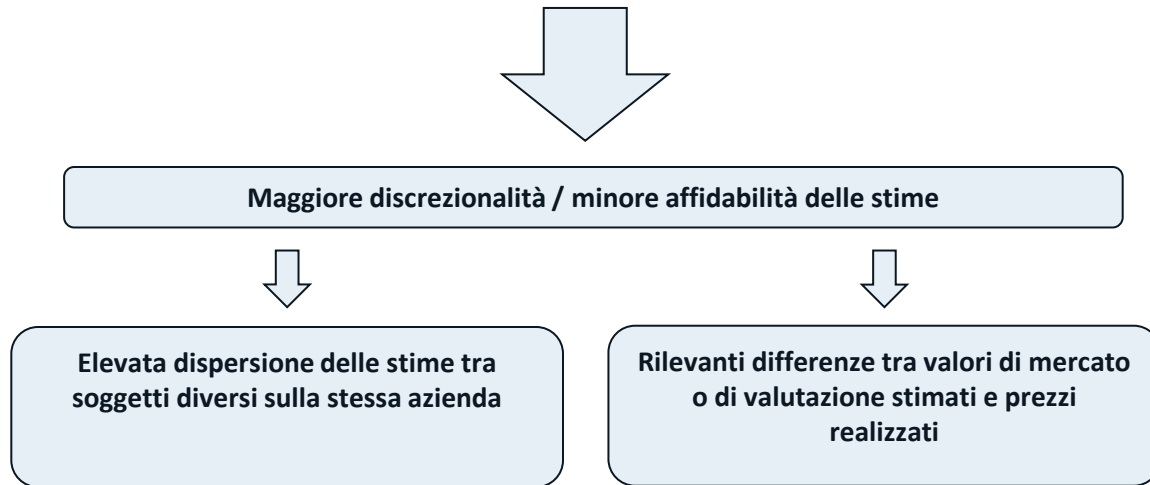 Maggiore discrezionalità / minore affidabilità delle stime
Elevata dispersione delle stime tra
soggetti diversi sulla stessa azienda
Rilevanti differenze tra valori di mercato
o di valutazione stimati e prezzi
realizzati